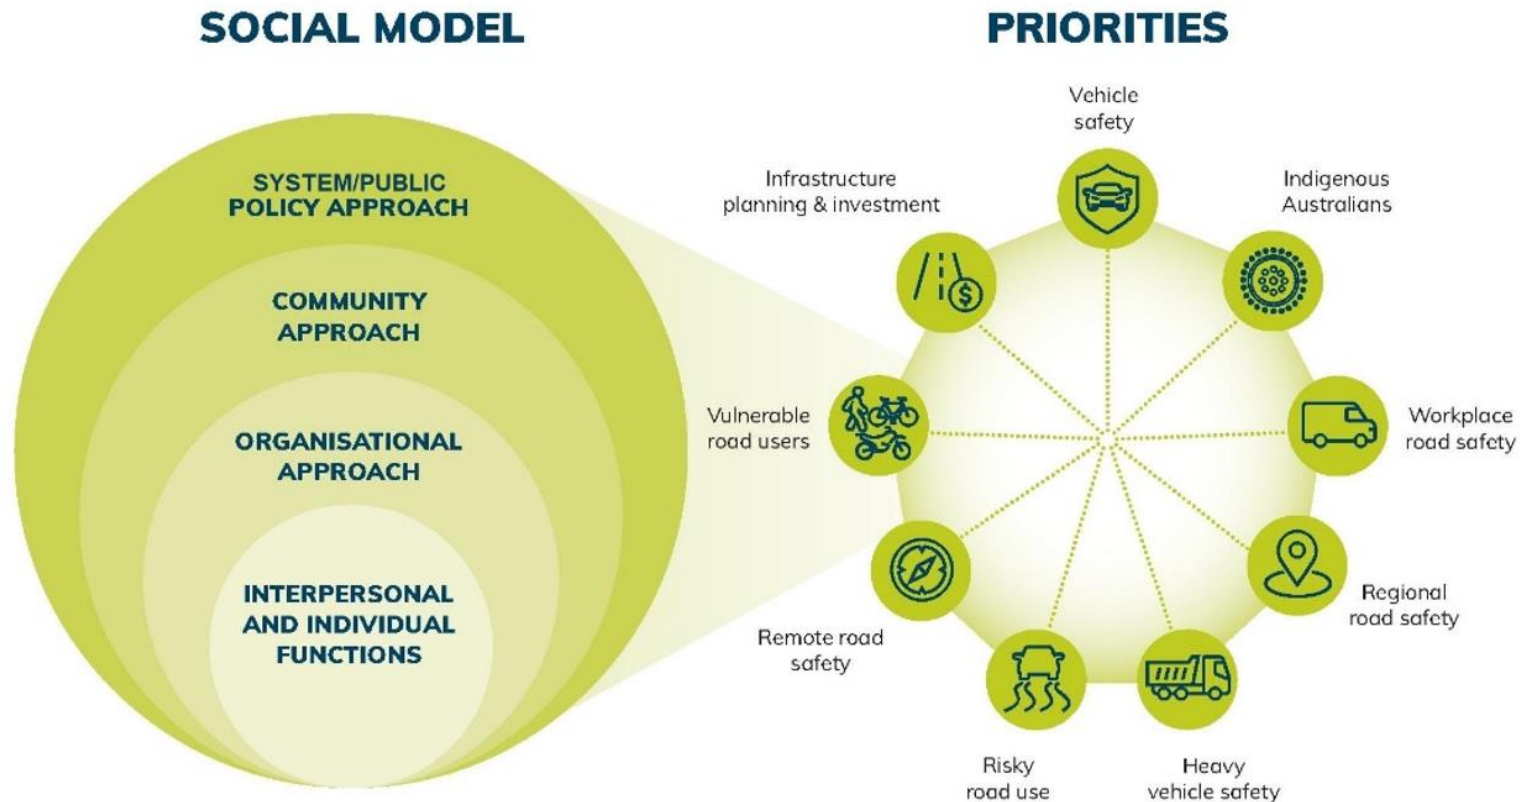 SOCIAL MODEL
SYSTEM/PUBLIC
POLICY APPROACH
COMMUNITY
APPROACH
ORGANISATIONAL
APPROACH
INTERPERSONAL
AND INDIVIDUAL
FUNCTIONS
PRIORITIES
Vehicle
safety
Indigenous
Australians
Workplace
road safety
Regional
road safety
Heavy
vehicle safety
Risky
road use
Remote road
safety
Vulnerable
road users
Infrastructure
planning & investment
$